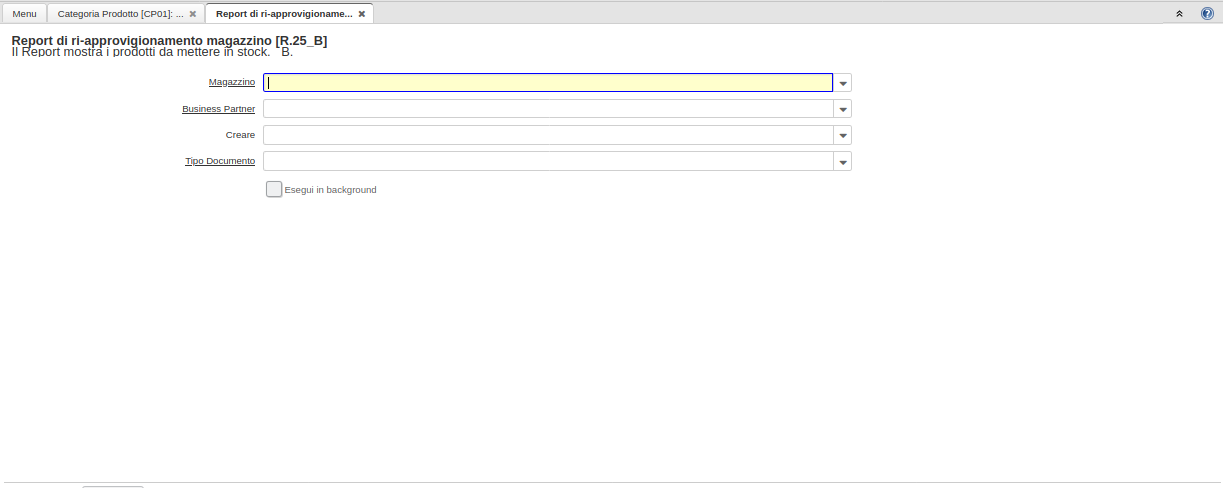 Menu
Categoria Prodotto [CP01]: ...
Report di ri-approvigioname...
Report di ri-approvigionamento magazzino [R.25_B]
Il Report mostra i prodotti da mettere in stock. B.
Magazzino
Business Partner
Creare
Tipo Documento
Esegui in background